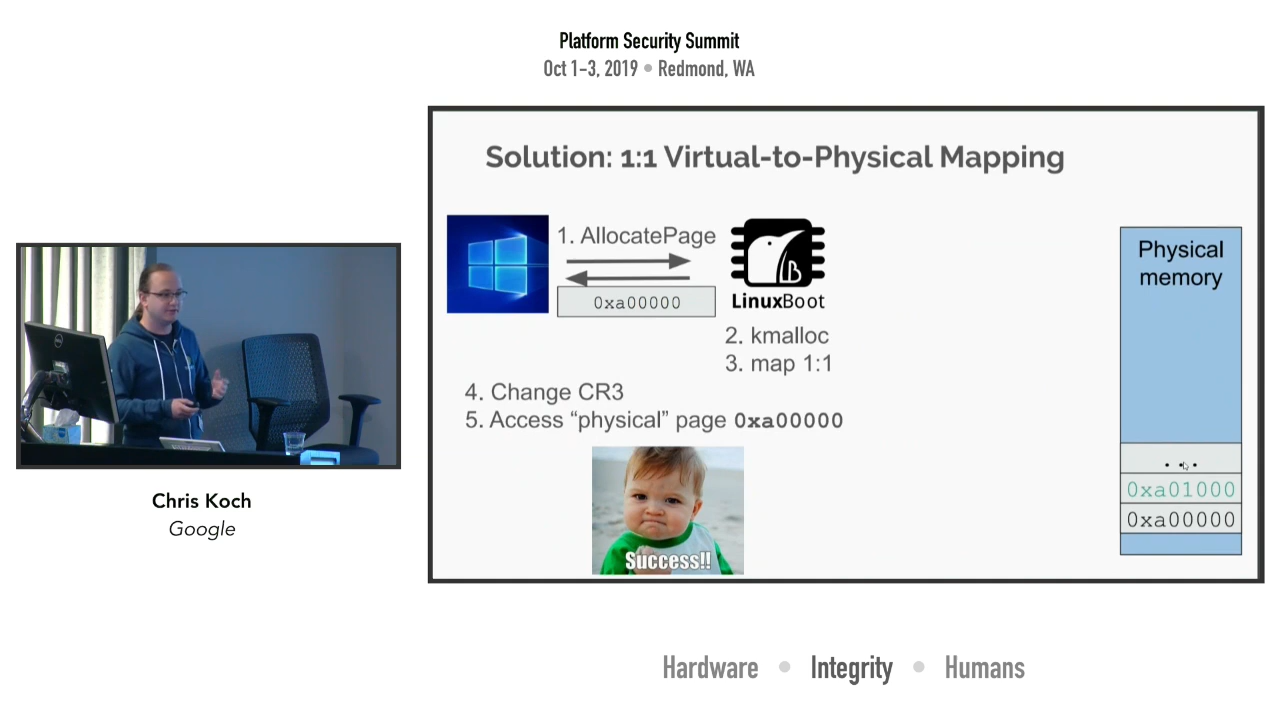 Platform Security Summit
Oct 1-3, 2019 • Redmond, WA
Solution: 1:1 Virtual-to-Physical Mapping
1. AllocatePage
0xa00000
LB
LinuxBoot
2. kmalloc
3. map 1:1
4. Change CR3
5. Access “physical” page 0xa00000
Success!!
Physical
memory
...
0xa01000
0xa00000
DELL
Chris Koch
Google
Hardware • Integrity • Humans